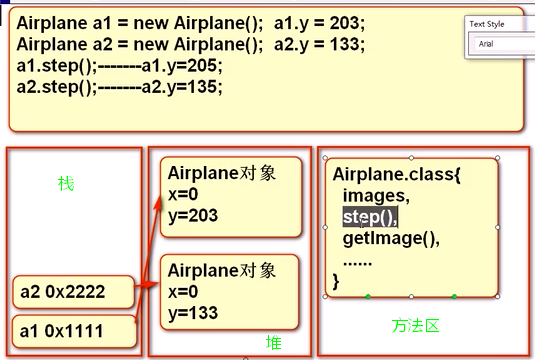 Airplane a1 = new Airplane();  a1.y = 203;
Airplane a2 = new Airplane(); a2.y = 133;
a1.step();-------a1.y=205;
a2.step();-------a2.y=135;
Text Style
Arial
栈
a2 0x2222
a1 0x1111
Airplane对象
x=0
y=203
Airplane对象
x=0
y=133
堆
Airplane.class{
images,
step(),
getImage(),
......
}
方法区